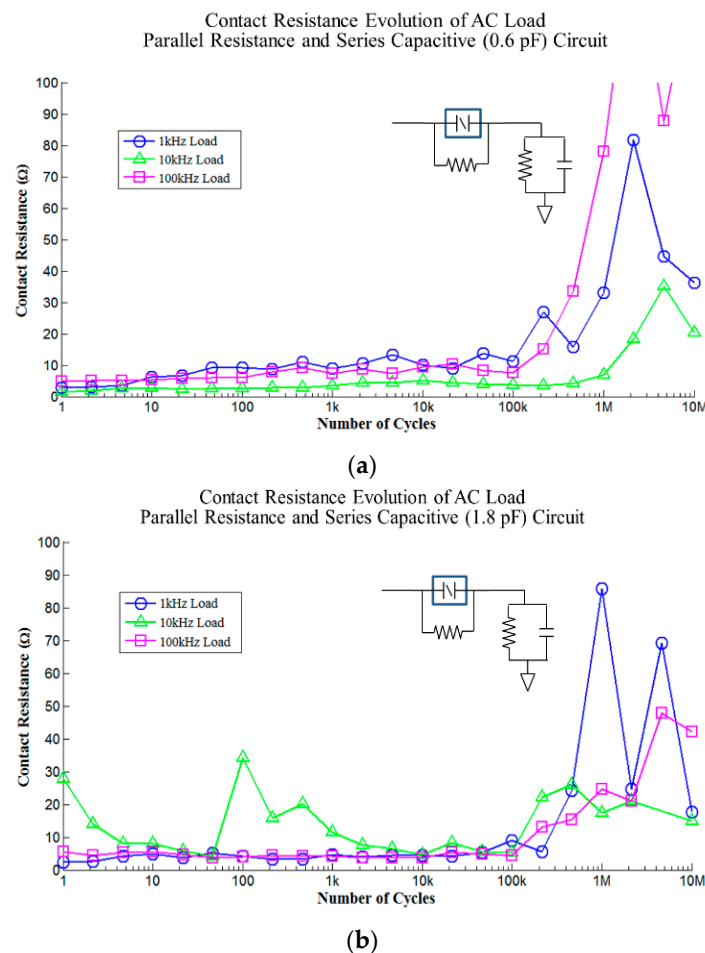 Contact Resistance Evolution of AC Load
Parallel Resistance and Series Capacitive (0.6 pF) Circuit
100
90
80
70
60
50
40
30
20
10
0
Contact Resistance (Ω)
1kHz Load
10kHz Load
100kHz Load
1 10 100 1k 10k 100k 1M 10M
Number of Cycles
(a)
Contact Resistance Evolution of AC Load
Parallel Resistance and Series Capacitive (1.8 pF) Circuit
100
90
80
70
60
50
40
30
20
10
0
Contact Resistance (Ω)
1kHz Load
10kHz Load
100kHz Load
1 10 100 1k 10k 100k 1M 10M
Number of Cycles
(b)